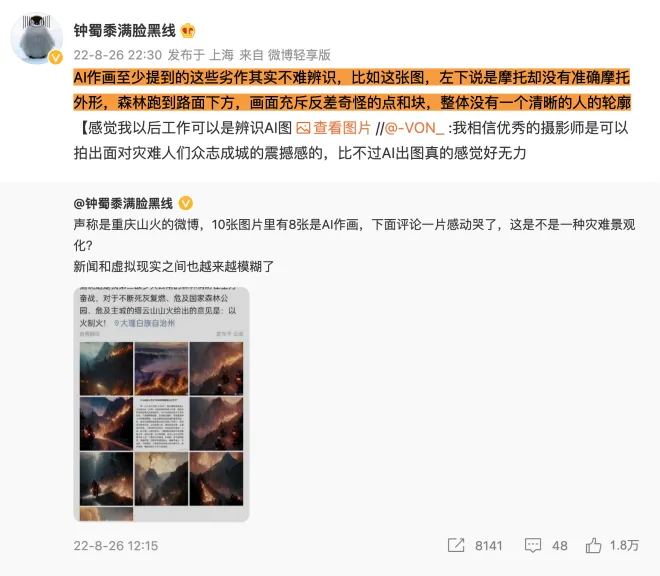 钟蜀黍满脸黑线
22-8-26 22:30 发布于 上海 来自 微博轻享版
AI作画至少提到的这些劣作其实不难辨识，比如这张图，左下说是摩托却没有准确摩托
外形，森林跑到路面下方，画面充斥反差奇怪的点和块，整体没有一个清晰的人的轮廓
【感觉我以后工作可以是辨识AI图 查看图片 //@-VON_ :我相信优秀的摄影师是可以
拍出面对灾难人们众志成城的震撼感的，比不过AI出图真的感觉好无力
@钟蜀黍满脸黑线
声称是重庆山火的微博，10张图片里有8张是AI作画，下面评论一片感动哭了，这是不是一种灾难景观
化?
新闻和虚拟现实之间也越来越模糊了
奋战，对于不断死灰复燃、危及国家森林公
园、危及主城的缙云山山火给出的意见是：以
火制火！ 大理白族自治州
22-8-26 12:15
8141
48
1.8万